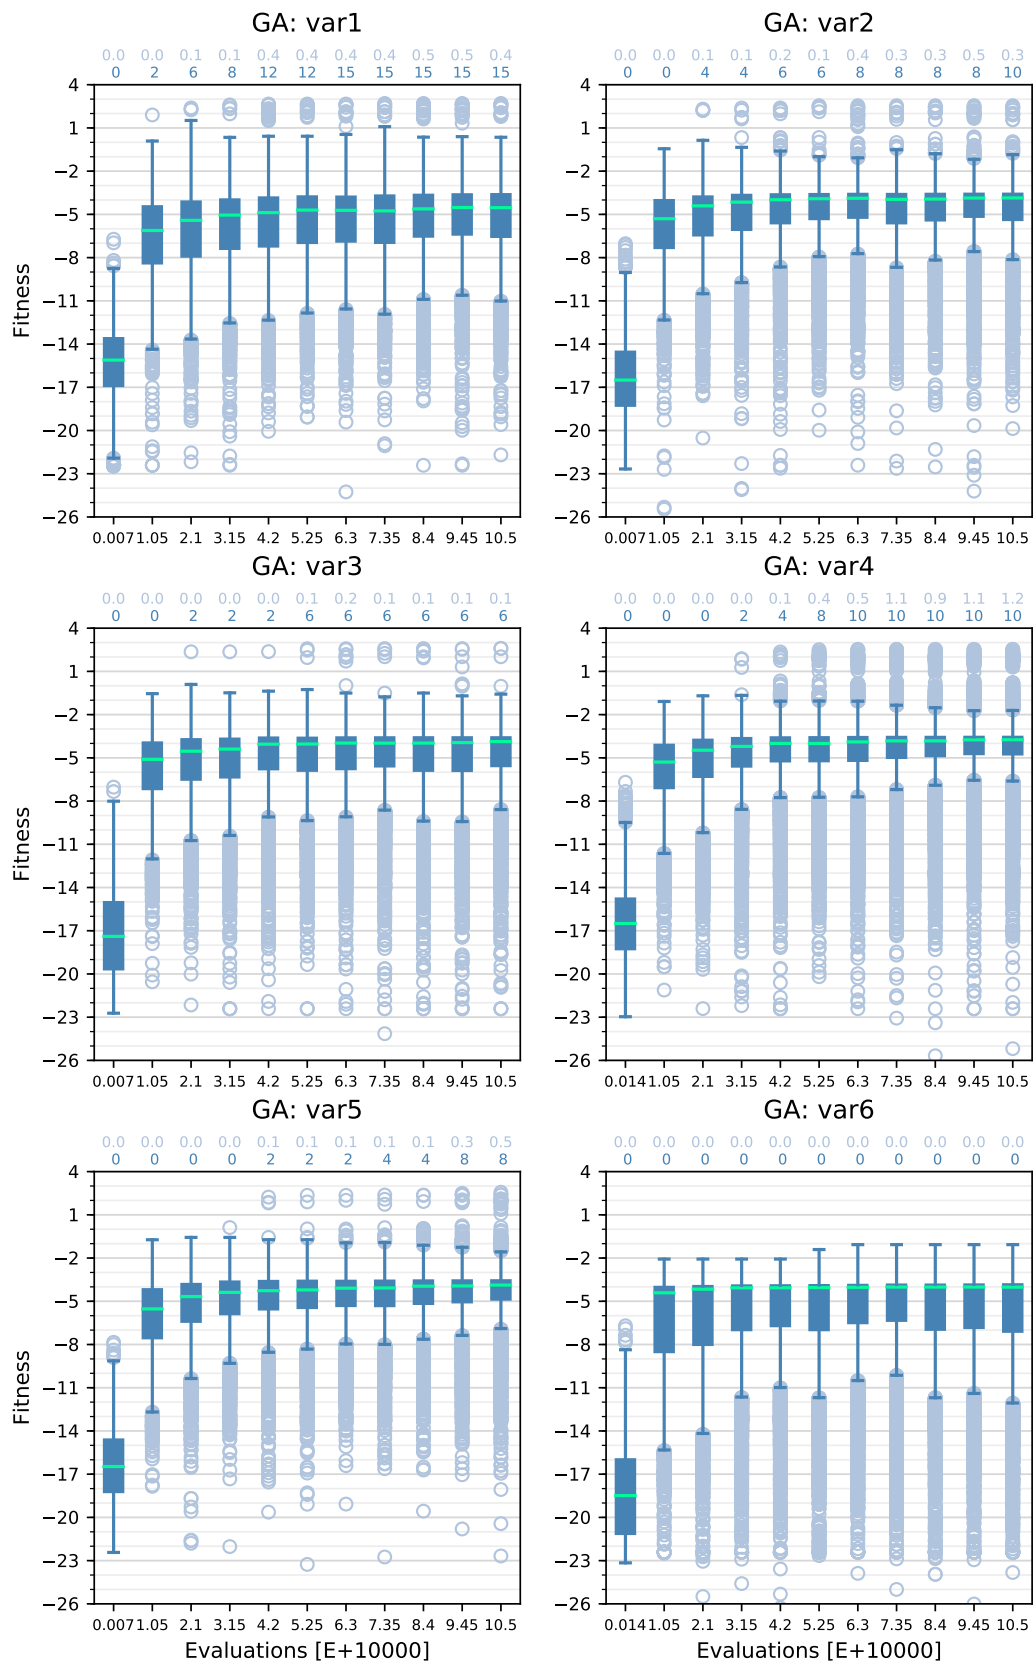 GA: var1
0.0 0.0 0.1 0.1 0.4 0.3 0.4 0.4 0.5 0.5 0.4
0 2 6 8 12 12 15 15 15 15 15
4
1
−2
−5
−8
−11
−14
−17
−20
−23
−26
Fitness
0.007 1.05 2.1 3.15 4.2 5.25 6.3 7.35 8.4 9.45 10.5
GA: var2
0.0 0.0 0.1 0.1 0.2 0.1 0.4 0.3 0.3 0.5 0.3
0 0 4 4 6 6 8 8 8 8 10
4
1
−2
−5
−8
−11
−14
−17
−20
−23
−26
0.007 1.05 2.1 3.15 4.2 5.25 6.3 7.35 8.4 9.45 10.5
GA: var3
0.0 0.0 0.0 0.0 0.0 0.1 0.2 0.1 0.1 0.1 0.1
0 0 2 2 2 6 6 6 6 6 6
4
1
−2
−5
−8
−11
−14
−17
−20
−23
−26
Fitness
0.007 1.05 2.1 3.15 4.2 5.25 6.3 7.35 8.4 9.45 10.5
GA: var4
0.0 0.0 0.0 0.0 0.1 0.4 0.5 1.1 0.9 1.1 1.2
0 0 0 2 4 8 10 10 10 10 10
4
1
−2
−5
−8
−11
−14
−17
−20
−23
−26
0.014 1.05 2.1 3.15 4.2 5.25 6.3 7.35 8.4 9.45 10.5
GA: var5
0.0 0.0 0.0 0.0 0.1 0.1 0.1 0.1 0.1 0.3 0.5
0 0 0 0 2 2 2 4 4 8 8
4
1
−2
−5
−8
−11
−14
−17
−20
−23
−26
Fitness
0.007 1.05 2.1 3.15 4.2 5.25 6.3 7.35 8.4 9.45 10.5
Evaluations [E+10000]
GA: var6
0.0 0.0 0.0 0.0 0.0 0.0 0.0 0.0 0.0 0.0 0.0
0 0 0 0 0 0 0 0 0 0 0
4
1
−2
−5
−8
−11
−14
−17
−20
−23
−26
0.014 1.05 2.1 3.15 4.2 5.25 6.3 7.35 8.4 9.45 10.5
Evaluations [E+10000]